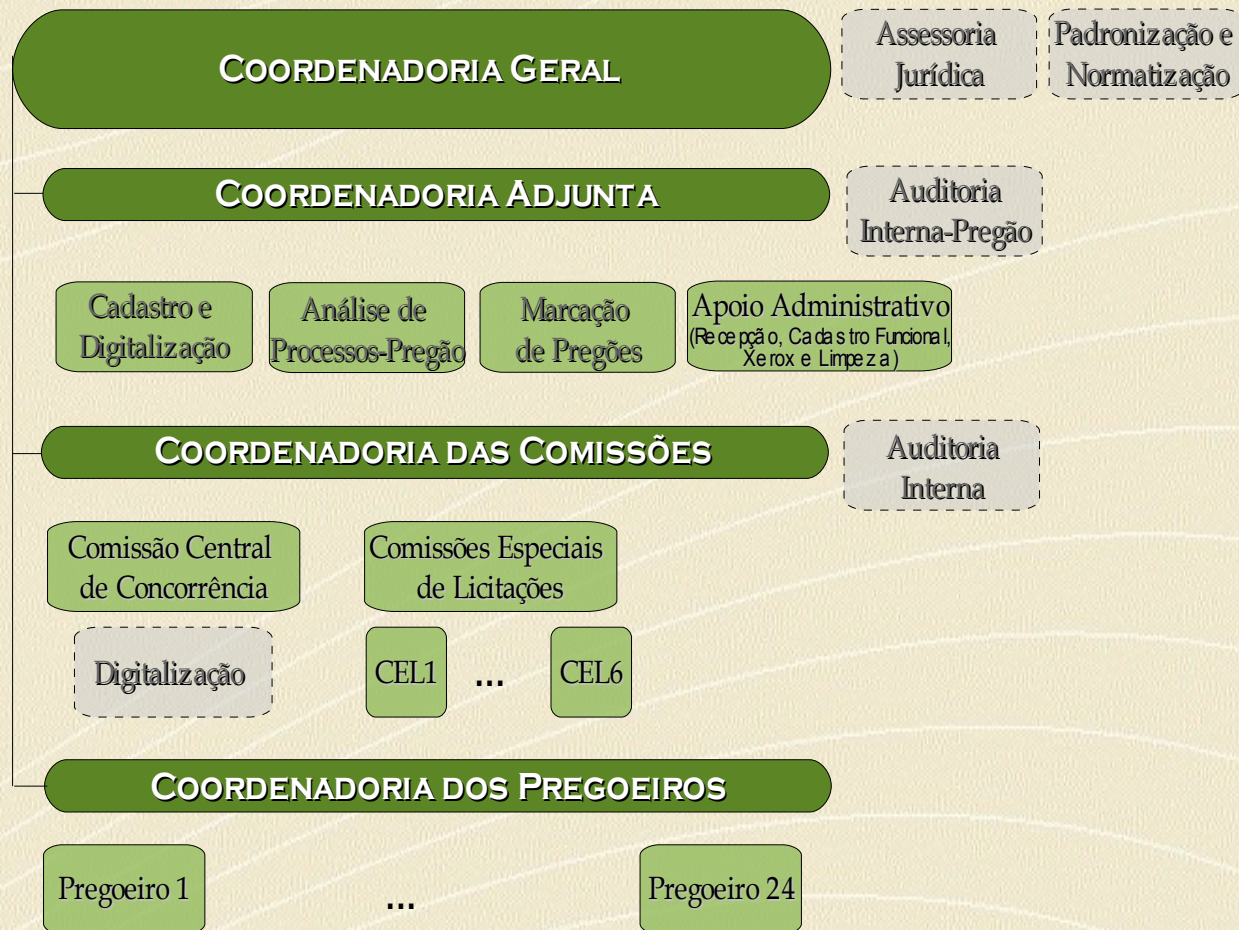 COORDENADORIA GERAL
Assessoria
Jurídica
Padronização e
Normatização
COORDENADORIA ADJUNTA
Auditoria
Interna-Pregão
Cadastro e
Digitalização
Análise de
Processos-Pregão
Marcação
de Pregões
Apoio Administrativo
(Recepção, Cadastro Funcional,
Xerox e Limpeza)
COORDENADORIA DAS COMISSÕES
Auditoria
Interna
Comissão Central
de Concorrência
Comissões Especiais
de Licitações
Digitalização
CEL1 ... CEL6
COORDENADORIA DOS PREGOEIROS
Pregoeiro 1 ... Pregoeiro 24